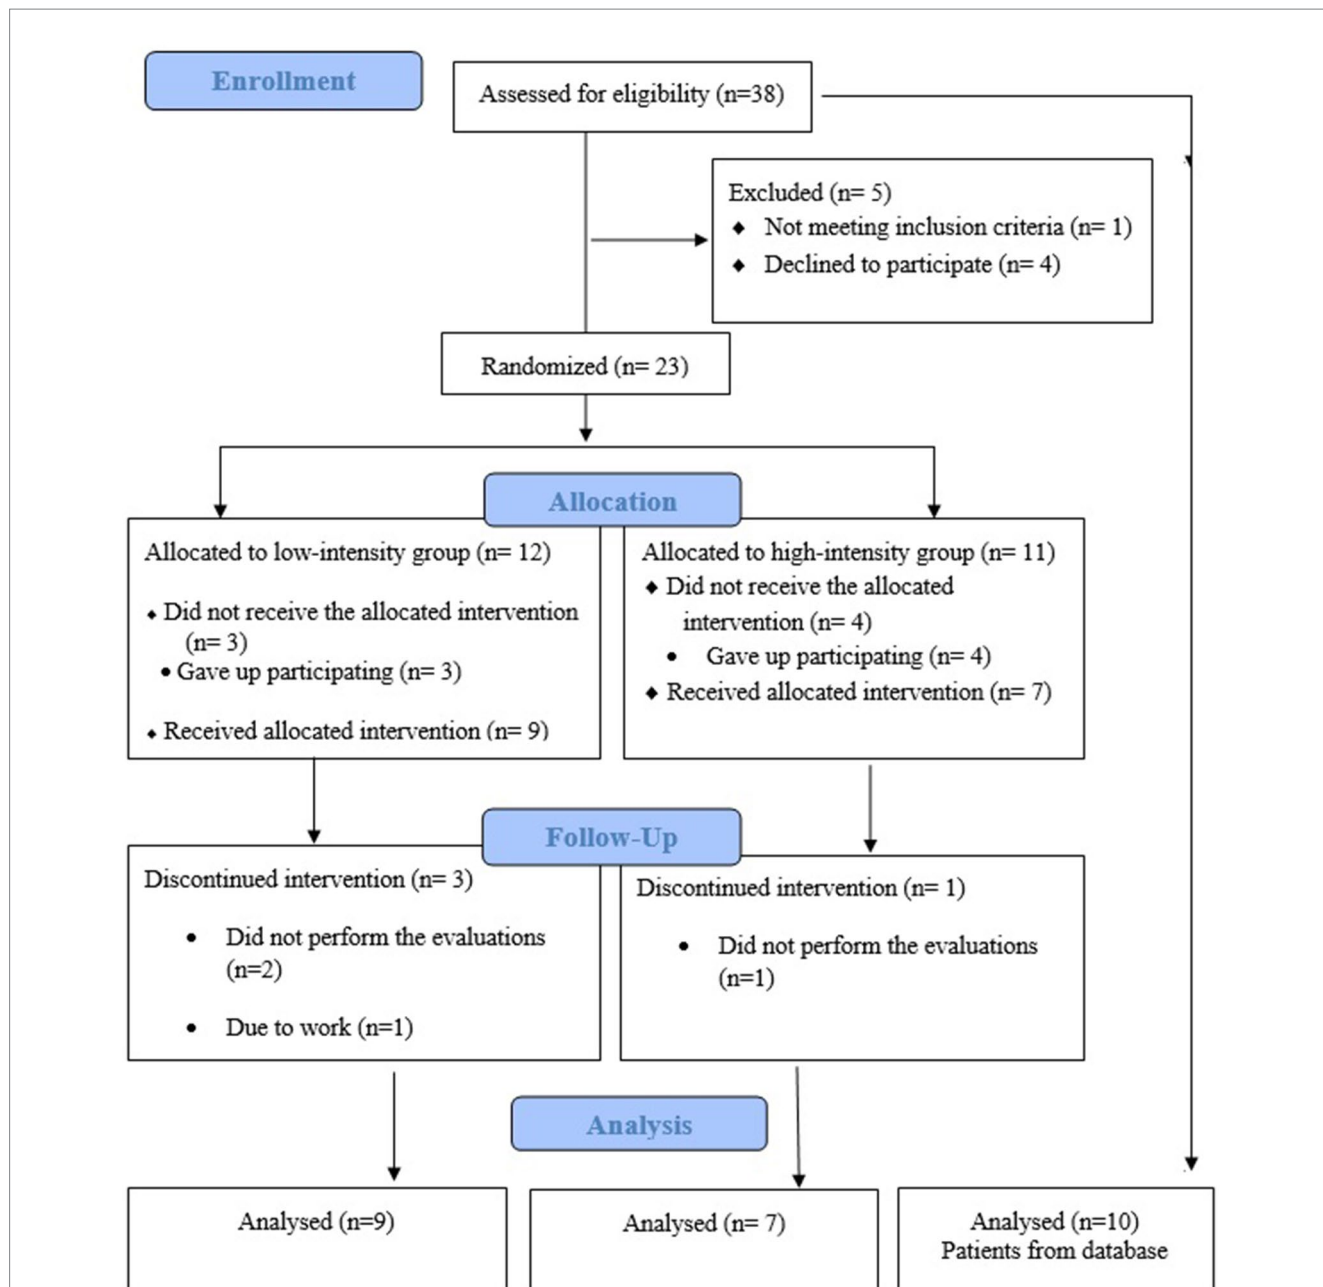 Enrollment
Assessed for eligibility (n=38)
Excluded (n= 5)
♦ Not meeting inclusion criteria (n= 1)
♦ Declined to participate (n= 4)
Randomized (n= 23)
Allocation
Allocated to low-intensity group (n= 12)
♦ Did not receive the allocated intervention
(n= 3)
• Gave up participating (n= 3)
♦ Received allocated intervention (n= 9)
Allocated to high-intensity group (n= 11)
♦ Did not receive the allocated
intervention (n= 4)
• Gave up participating (n= 4)
♦ Received allocated intervention (n= 7)
Follow-Up
Discontinued intervention (n= 3)
• Did not perform the evaluations
(n=2)
• Due to work (n=1)
Discontinued intervention (n= 1)
• Did not perform the evaluations
(n=1)
Analysis
Analysed (n=9)
Analysed (n= 7)
Analysed (n=10)
Patients from database